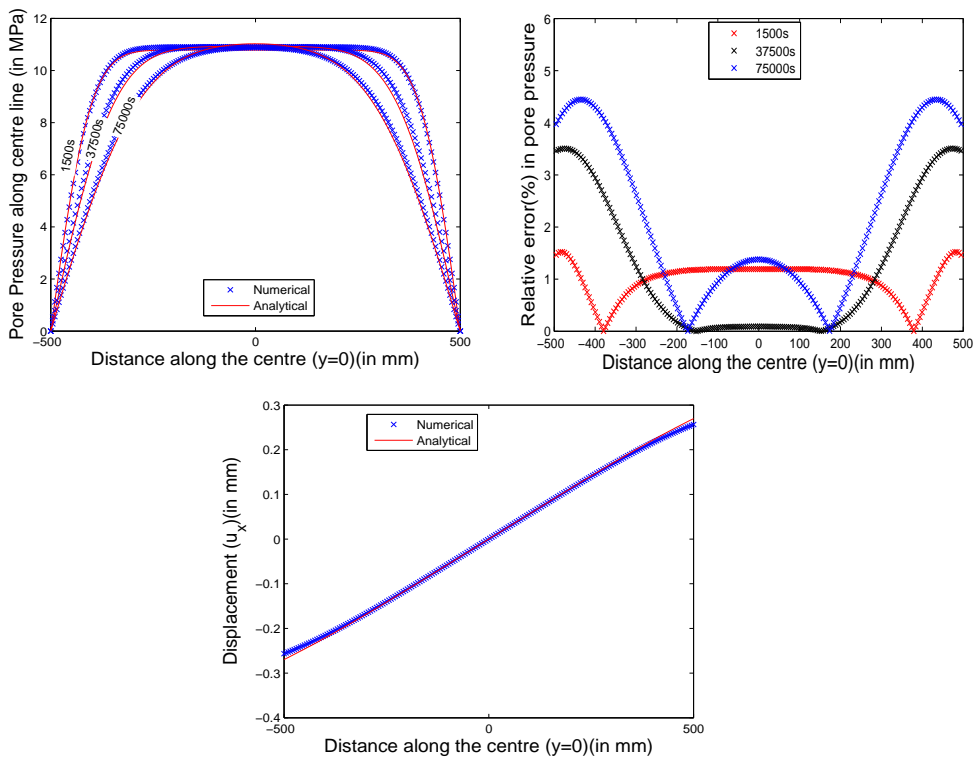 Pore Pressure along centre line (in MPa)
12
10
8
6
4
2
0
1500s
37500s
75000s
Numerical
Analytical
−500
0
500
Distance along the centre (y=0)(in mm)
Relative error(%) in pore pressure
6
5
4
3
2
1
0
1500s
37500s
75000s
−500 −400 −300 −200 −100 0 100 200 300 400 500
Distance along the centre (y=0)(in mm)
Displacement (u_x)(in mm)
0.3
0.2
0.1
0
−0.1
−0.2
−0.3
−0.4
Numerical
Analytical
−500
0
500
Distance along the centre (y=0)(in mm)